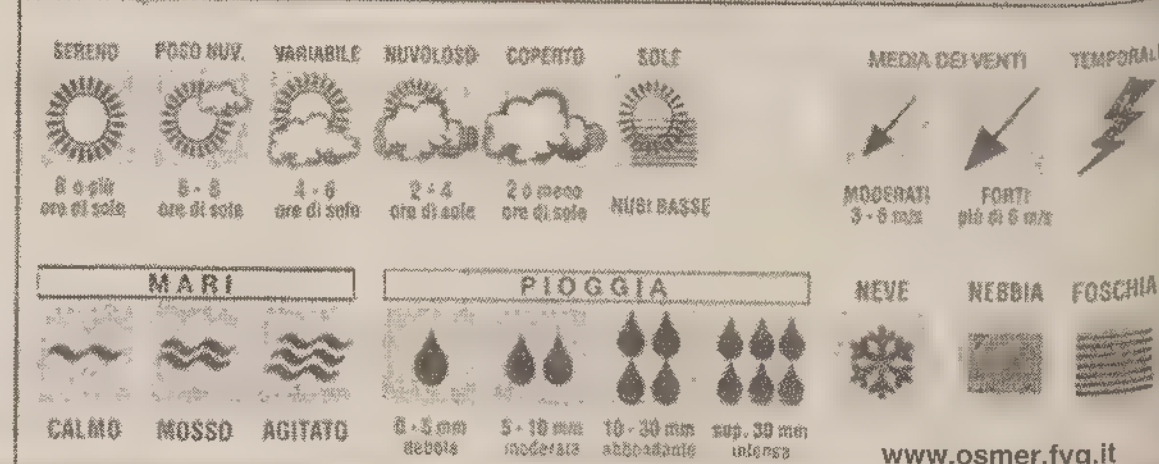 SERENO POCO NUV. VARIABILE NUVOLOSO COPERTO SOLE MEDIA DEI VENTI TEMPORALI
8 o più 6 - 8 4 - 6 2 - 4 2 o meno MODERATI FORTI
ore di sole ore di sole ore di sole ore di sole ore di sole NUBI BASSE 3 - 6 m/s più di 6 m/s
MARI PIOGGIA NEVE NEBBIA FOSCHIA
CALMO MOSSO AGITATO 0 - 5 mm 5 - 10 mm 10 - 30 mm sup. 30 mm
debole moderata abbondante intensa
www.osmer.fvg.it